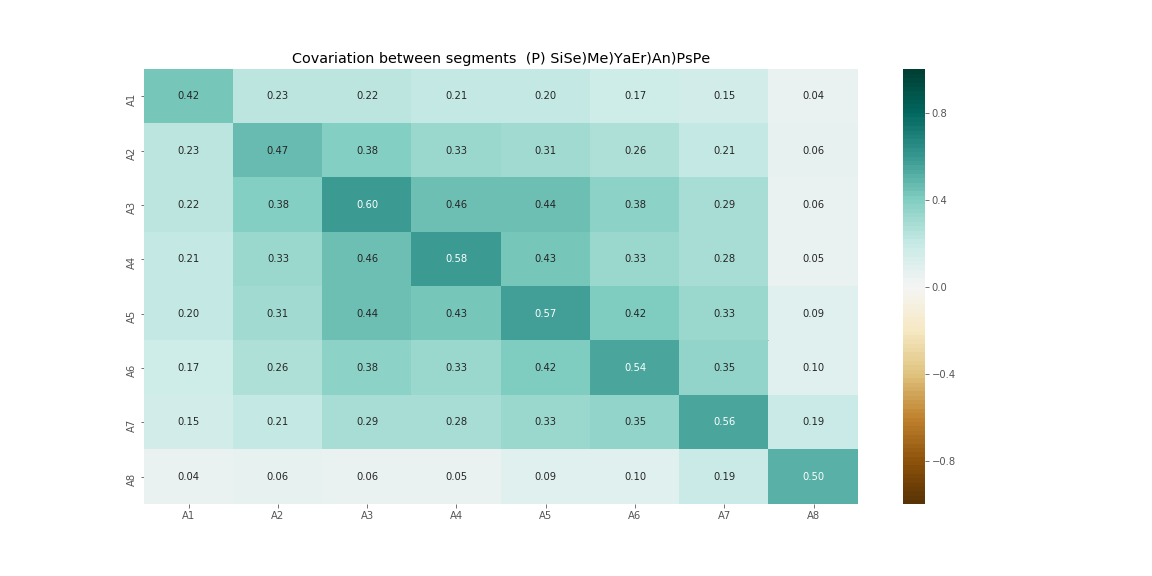 Covariation between segments  (P) SiSe)Me)YaEr)An)PsPe
A1 0.42 0.23 0.22 0.21 0.20 0.17 0.15 0.04
A2 0.23 0.47 0.38 0.33 0.31 0.26 0.21 0.06
A3 0.22 0.38 0.60 0.46 0.44 0.38 0.29 0.06
A4 0.21 0.33 0.46 0.58 0.43 0.33 0.28 0.05
A5 0.20 0.31 0.44 0.43 0.57 0.42 0.33 0.09
A6 0.17 0.26 0.38 0.33 0.42 0.54 0.35 0.10
A7 0.15 0.21 0.29 0.28 0.33 0.35 0.56 0.19
A8 0.04 0.06 0.06 0.05 0.09 0.10 0.19 0.50
A1 A2 A3 A4 A5 A6 A7 A8
0.8
0.4
0.0
−0.4
−0.8